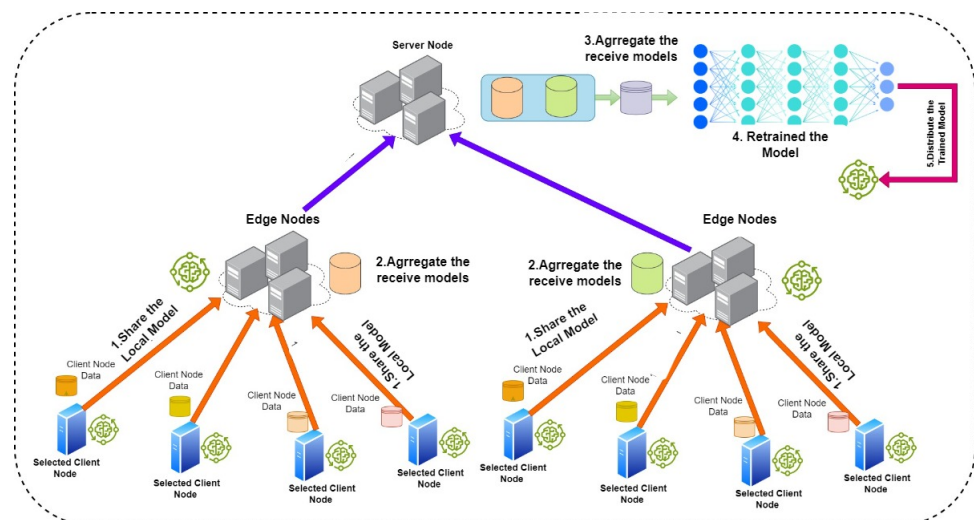 Server Node
3.Agrregate the
receive models
4. Retrained the
Model
5.Distribute the
Trained Model
Edge Nodes
2.Agrregate the
receive models
Edge Nodes
2.Agrregate the
receive models
1.Share the
Local Model
1.Share the
Local Model
1.Share the
Local Model
1.Share the
Local Model
Client Node
Data
Client Node
Data
Client Node
Data
Client Node
Data
Client Node
Data
Client Node
Data
Client Node
Data
Client Node
Data
Selected Client
Node
Selected Client
Node
Selected Client
Node
Selected Client
Node
Selected Client
Node
Selected Client
Node
Selected Client
Node
Selected Client
Node